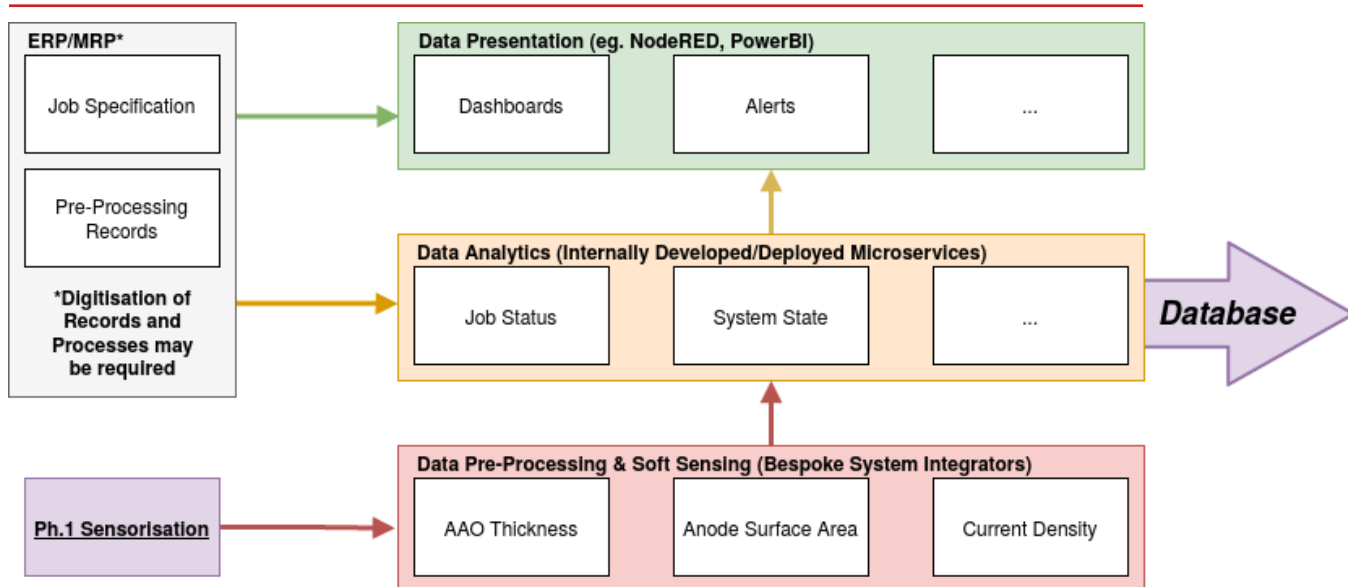 ERP/MRP*
Job Specification
Pre-Processing
Records
*Digitisation of
Records and
Processes may
be required
Data Presentation (eg. NodeRED, PowerBI)
Dashboards
Alerts
...
Data Analytics (Internally Developed/Deployed Microservices)
Job Status
System State
...
Database
Ph.1 Sensorisation
Data Pre-Processing & Soft Sensing (Bespoke System Integrators)
AAO Thickness
Anode Surface Area
Current Density